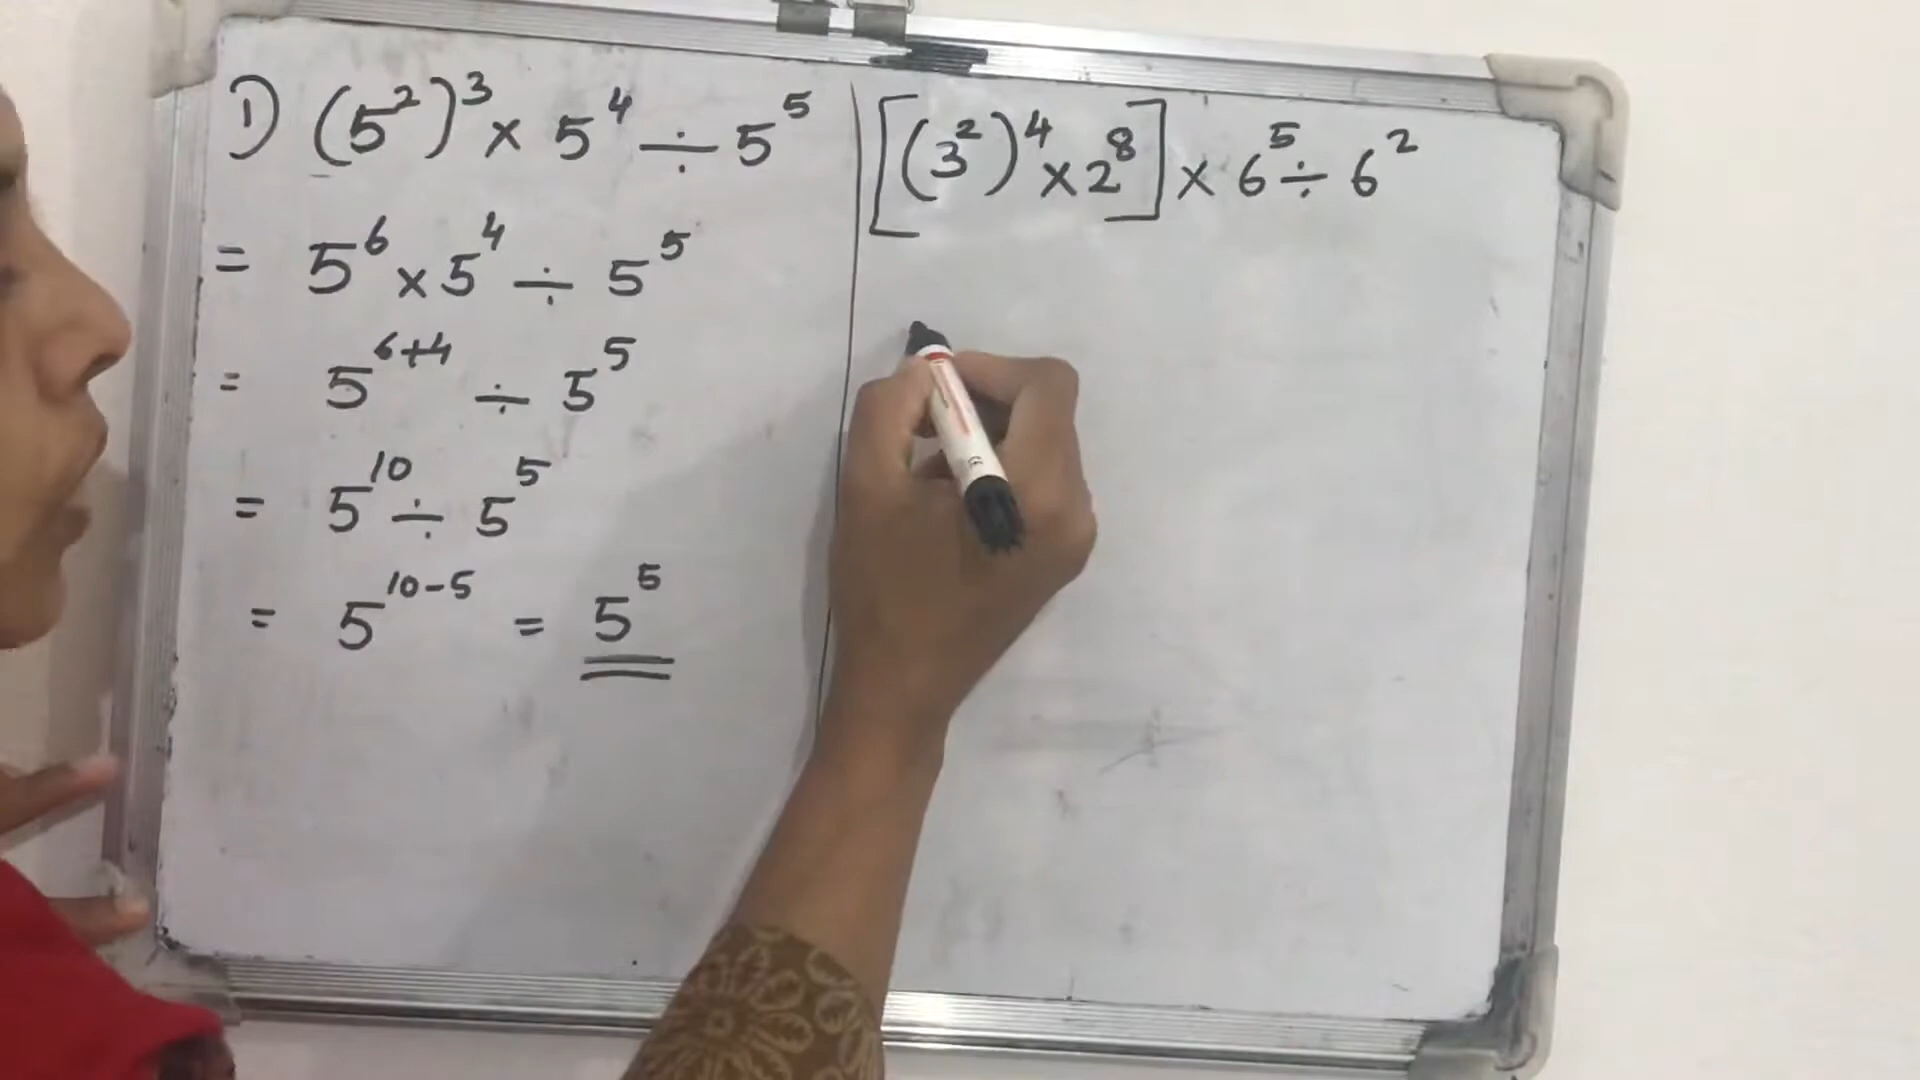 1) (5²)³ × 5⁴ ÷ 5⁵
= 5⁶ × 5⁴ ÷ 5⁵
= 5⁶⁺⁴ ÷ 5⁵
= 5¹⁰ ÷ 5⁵
= 5¹⁰⁻⁵ = 5⁵
[(3²)⁴ × 2⁸] × 6⁵ ÷ 6²